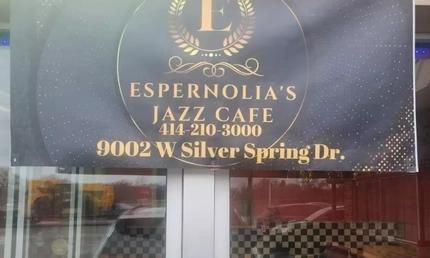 E
ESPERNOLIA'S
JAZZ CAFE
414-210-3000
9002 W Silver Spring Dr.